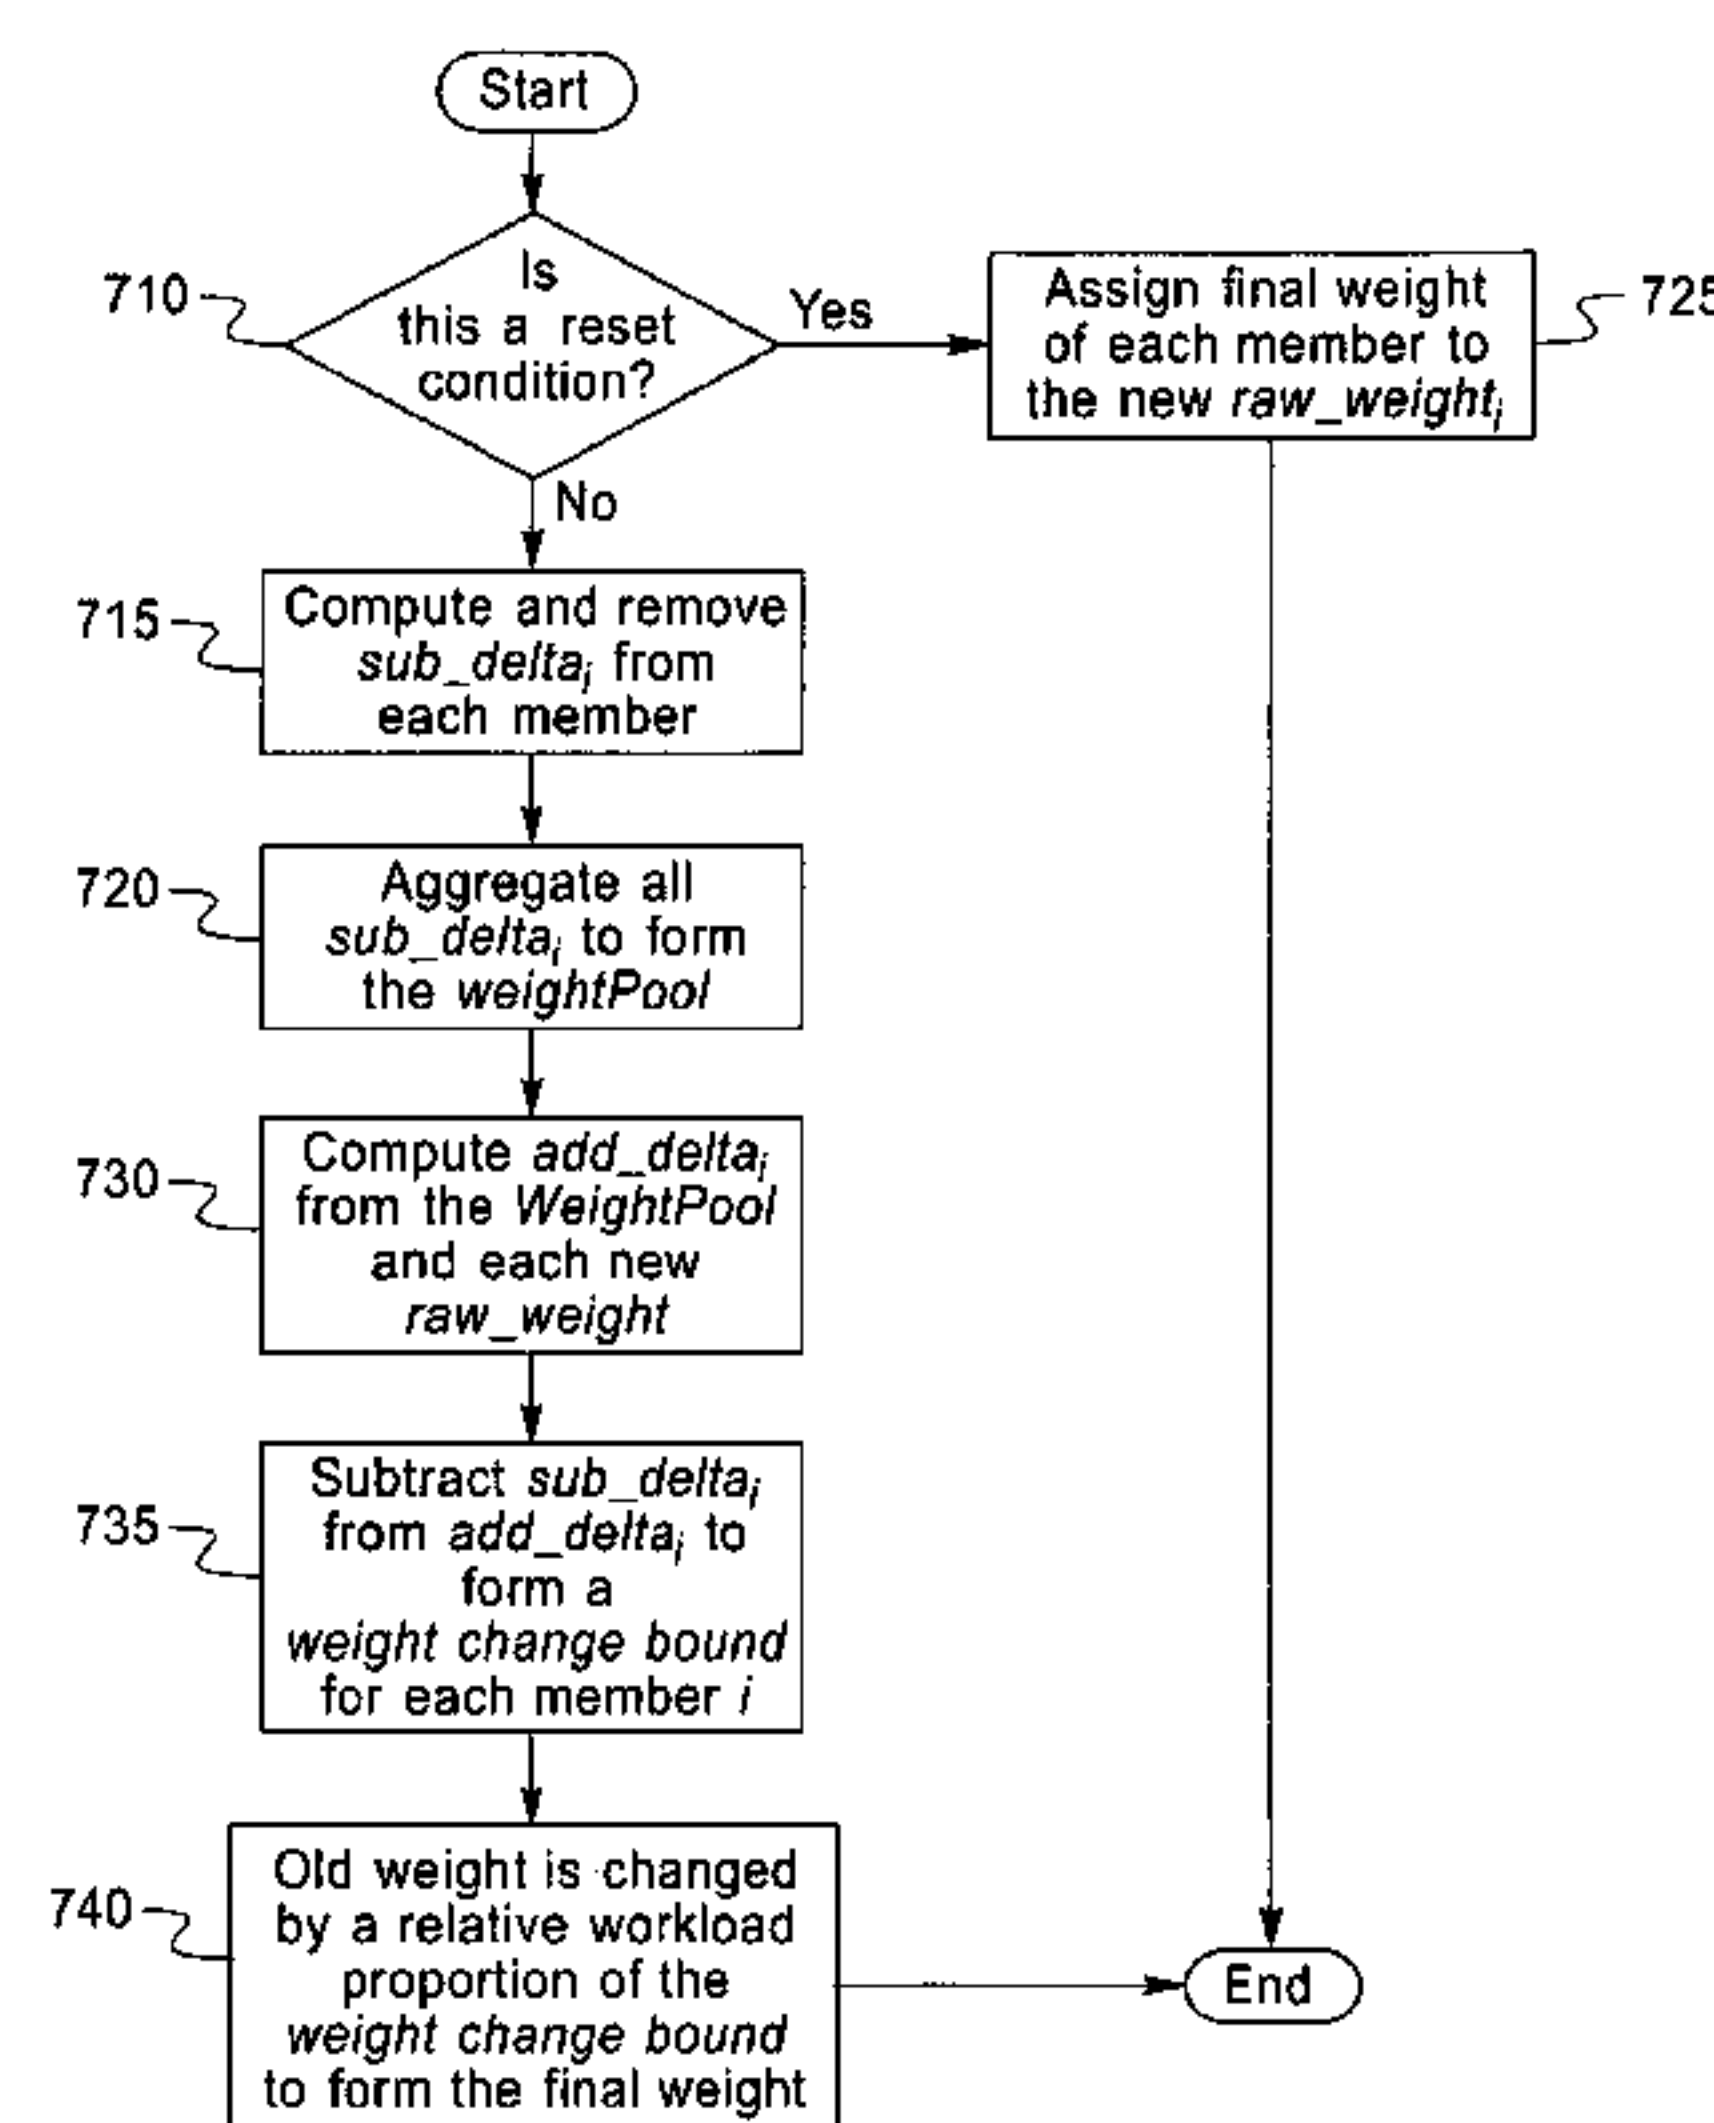 Start
710
Is
this a reset
condition?
Yes
Assign final weight
of each member to
the new raw_weightᵢ
725
No
715
Compute and remove
sub_deltaᵢ from
each member
720
Aggregate all
sub_deltaᵢ to form
the weightPool
730
Compute add_deltaᵢ
from the WeightPool
and each new
raw_weight
735
Subtract sub_deltaᵢ
from add_deltaᵢ to
form a
weight change bound
for each member i
740
Old weight is changed
by a relative workload
proportion of the
weight change bound
to form the final weight
End